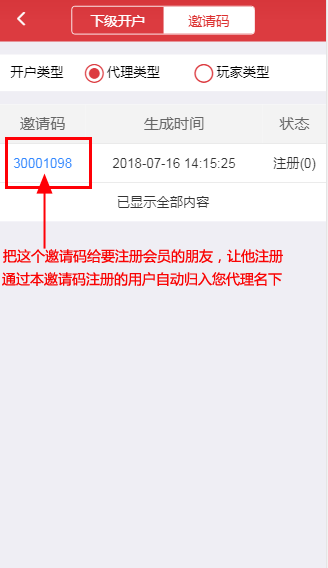 下级开户 邀请码
开户类型 代理类型 玩家类型
邀请码 生成时间 状态
30001098 2018-07-16 14:15:25 注册(0)
已显示全部内容
把这个邀请码给要注册会员的朋友，让他注册
通过本邀请码注册的用户自动归入您代理名下